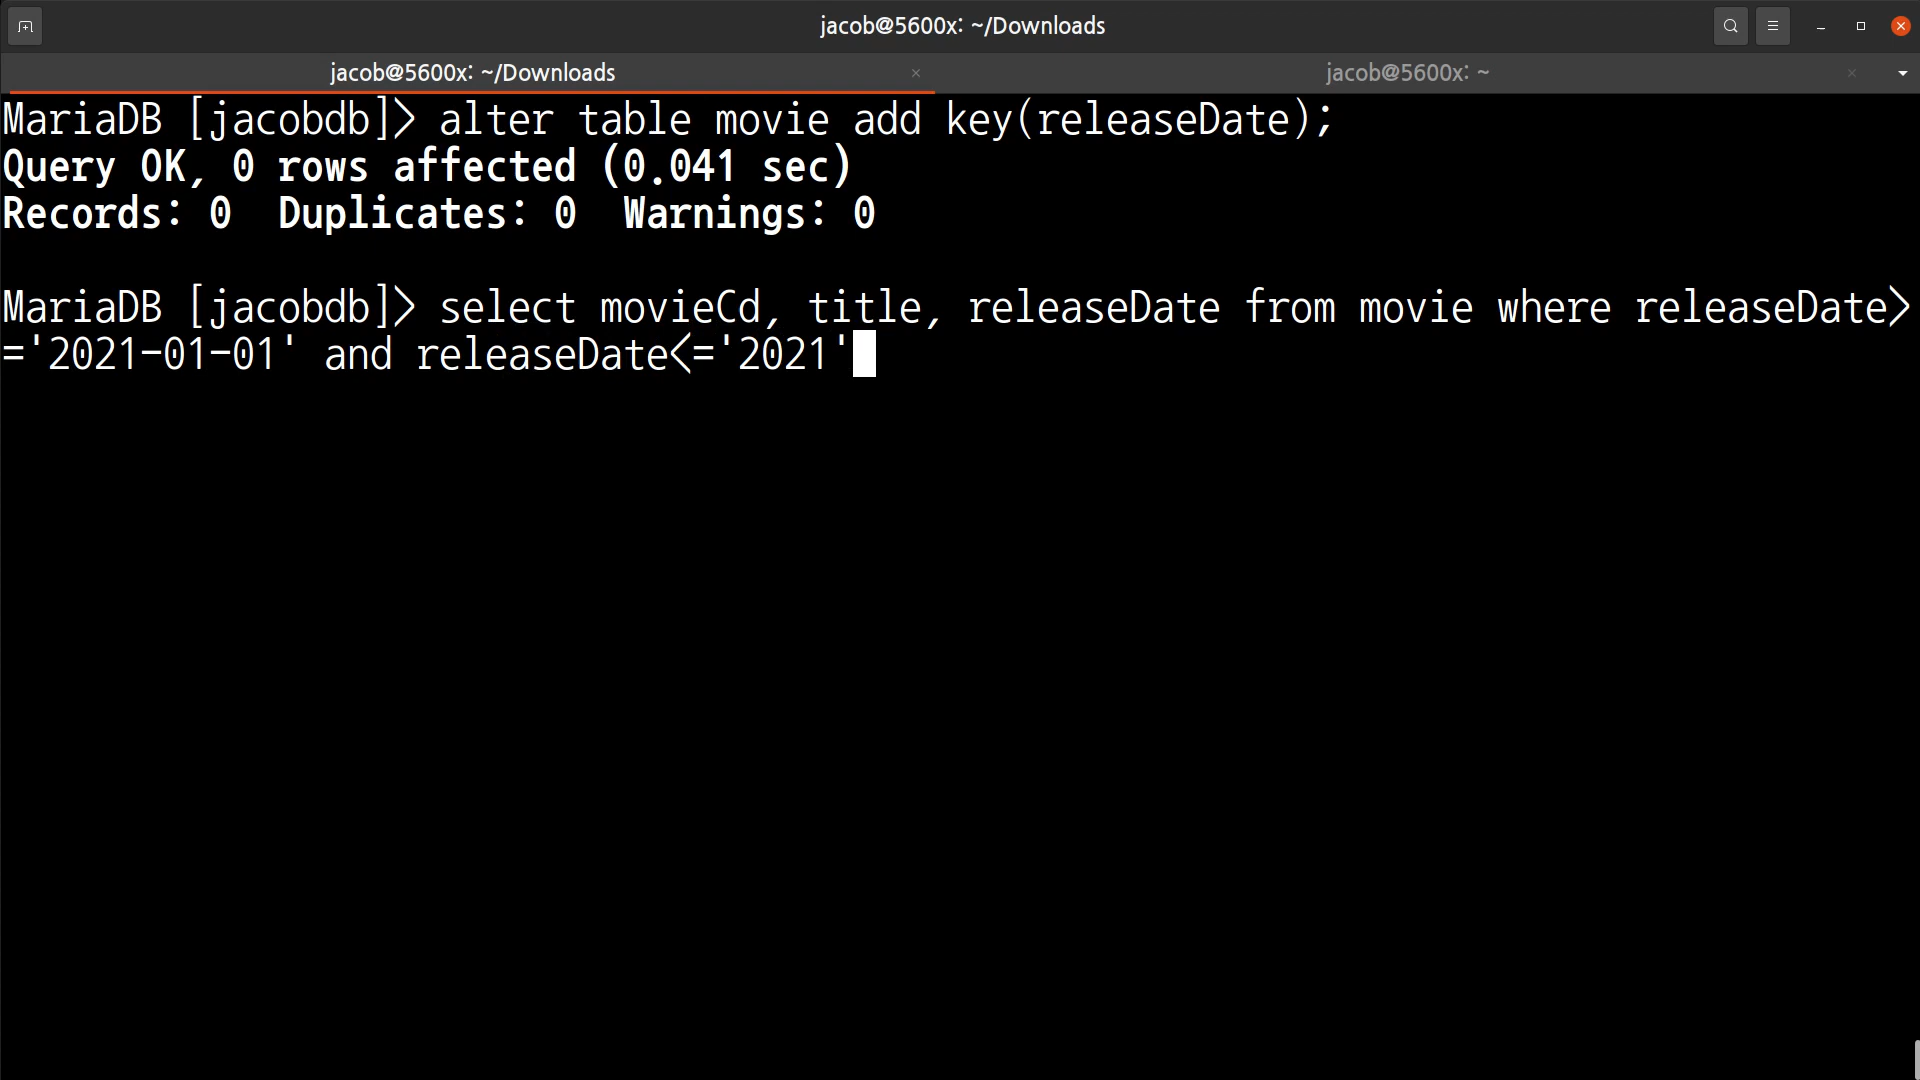 jacob@5600x: ~/Downloads
jacob@5600x: ~/Downloads
jacob@5600x: ~
MariaDB [jacobdb]> alter table movie add key(releaseDate);
Query OK, 0 rows affected (0.041 sec)
Records: 0  Duplicates: 0  Warnings: 0
MariaDB [jacobdb]> select movieCd, title, releaseDate from movie where releaseDate>
='2021-01-01' and releaseDate<='2021'